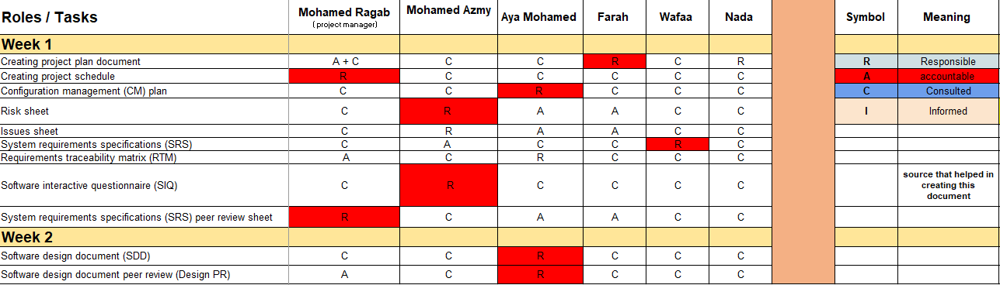 Roles / Tasks Mohamed Ragab Mohamed Azmy Aya Mohamed Farah Wafaa Nada Symbol Meaning
( project manager)
Week 1
Creating project plan document A + C C C R C R R Responsible
Creating project schedule R C C C C C A accountable
Configuration management (CM) plan C C R C C C C Consulted
Risk sheet C R A A C C I Informed
Issues sheet C R A A C C
System requirements specifications (SRS) C A C C R C
Requirements traceability matrix (RTM) A C R C C C
Software interactive questionnaire (SIQ) C R C C C C source that helped in
creating this
document
System requirements specifications (SRS) peer review sheet R C A A C C
Week 2
Software design document (SDD) C C R C C C
Software design document peer review (Design PR) A C R C C C